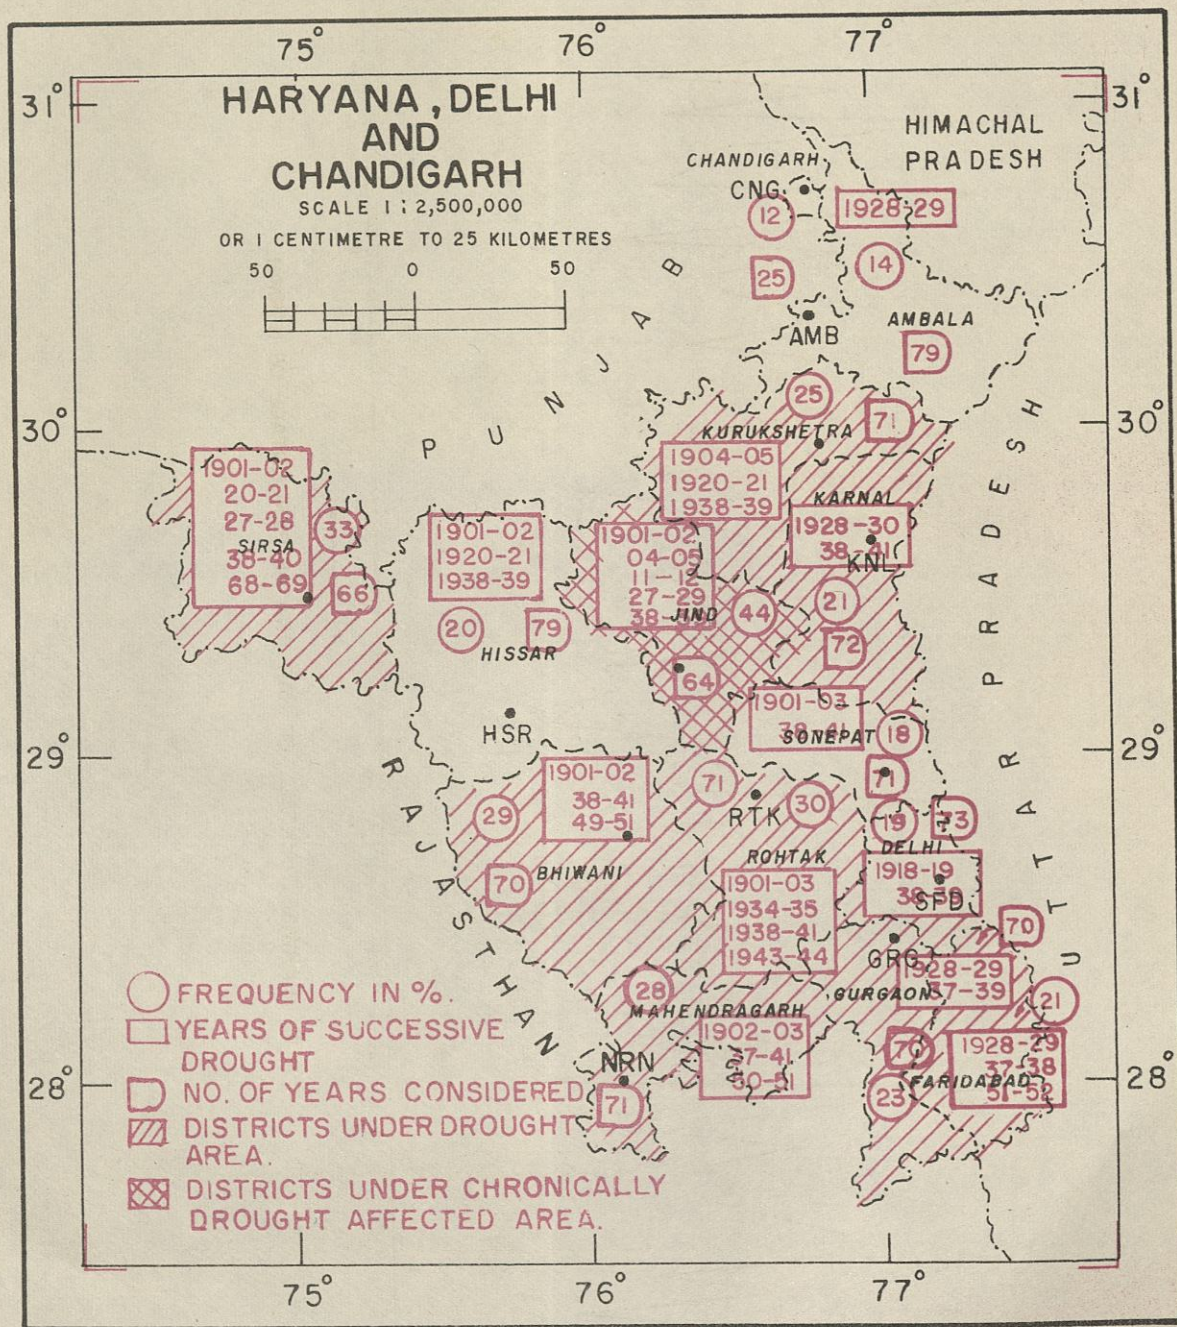 75° 76° 77°
31° 31°
HARYANA, DELHI
AND
CHANDIGARH
SCALE 1 : 2,500,000
OR 1 CENTIMETRE TO 25 KILOMETRES
50 0 50
HIMACHAL
PRADESH
CHANDIGARH
CNG
12
1928-29
14
25
AMB
AMBALA
79
PUNJAB
30° 30°
25
71
KURUKSHETRA
1904-05
1920-21
1938-39
KARNAL
1928-30
38-41
KNL
21
72
1901-02
20-21
27-28
SIRSA
38-40
68-69
33
66
1901-02
1920-21
1938-39
20
79
HISSAR
HSR
1901-02
04-05
11-12
27-29
JIND
44
64
1901-03
38-41
SONEPAT
18
71
29° 29°
UTTAR PRADESH
RAJASTHAN
1901-02
38-41
49-51
29
70
BHIWANI
71
RTK
30
ROHTAK
1901-03
1934-35
1938-41
1943-44
19
DELHI
1918-19
SFD
70
GRG
1928-29
37-39
GURGAON
21
28
MAHENDRAGARH
1902-03
37-41
50-51
NRN
71
28° 28°
1928-29
37-38
51-52
FARIDABAD
23
FREQUENCY IN %.
YEARS OF SUCCESSIVE
DROUGHT
NO. OF YEARS CONSIDERED
DISTRICTS UNDER DROUGHT
AREA.
DISTRICTS UNDER CHRONICALLY
DROUGHT AFFECTED AREA.
75° 76° 77°